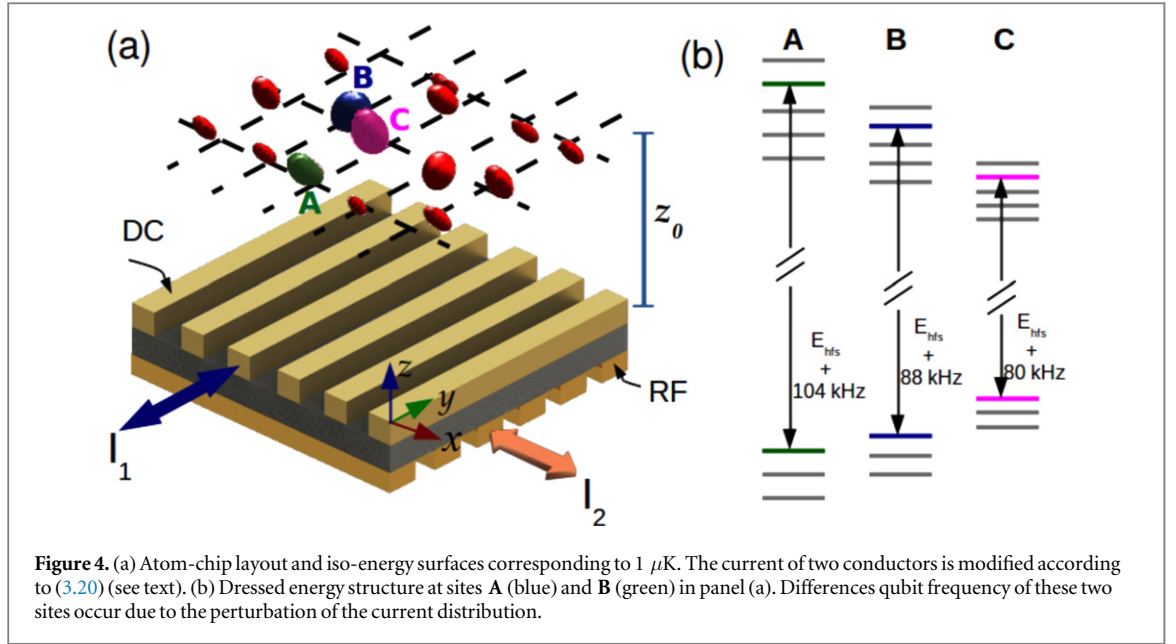 (a)
B
C
A
DC
z₀
z
y
x
RF
I₁
I₂
(b)
A B C
E_hfs
+
104 kHz
E_hfs
+
88 kHz
E_hfs
+
80 kHz
Figure 4. (a) Atom-chip layout and iso-energy surfaces corresponding to 1 μK. The current of two conductors is modified according
to (3.20) (see text). (b) Dressed energy structure at sites A (blue) and B (green) in panel (a). Differences qubit frequency of these two
sites occur due to the perturbation of the current distribution.